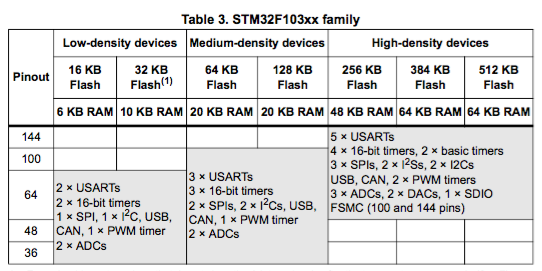 Table 3. STM32F103xx family
Pinout
Low-density devices
Medium-density devices
High-density devices
16 KB Flash
32 KB Flash(1)
64 KB Flash
128 KB Flash
256 KB Flash
384 KB Flash
512 KB Flash
6 KB RAM
10 KB RAM
20 KB RAM
20 KB RAM
48 KB RAM
64 KB RAM
64 KB RAM
144
100
64
48
36
2 × USARTs
2 × 16-bit timers
1 × SPI, 1 × I2C, USB,
CAN, 1 × PWM timer
2 × ADCs
3 × USARTs
3 × 16-bit timers
2 × SPIs, 2 × I2Cs, USB,
CAN, 1 × PWM timer
2 × ADCs
5 × USARTs
4 × 16-bit timers, 2 × basic timers
3 × SPIs, 2 × I2Ss, 2 × I2Cs
USB, CAN, 2 × PWM timers
3 × ADCs, 2 × DACs, 1 × SDIO
FSMC (100 and 144 pins)